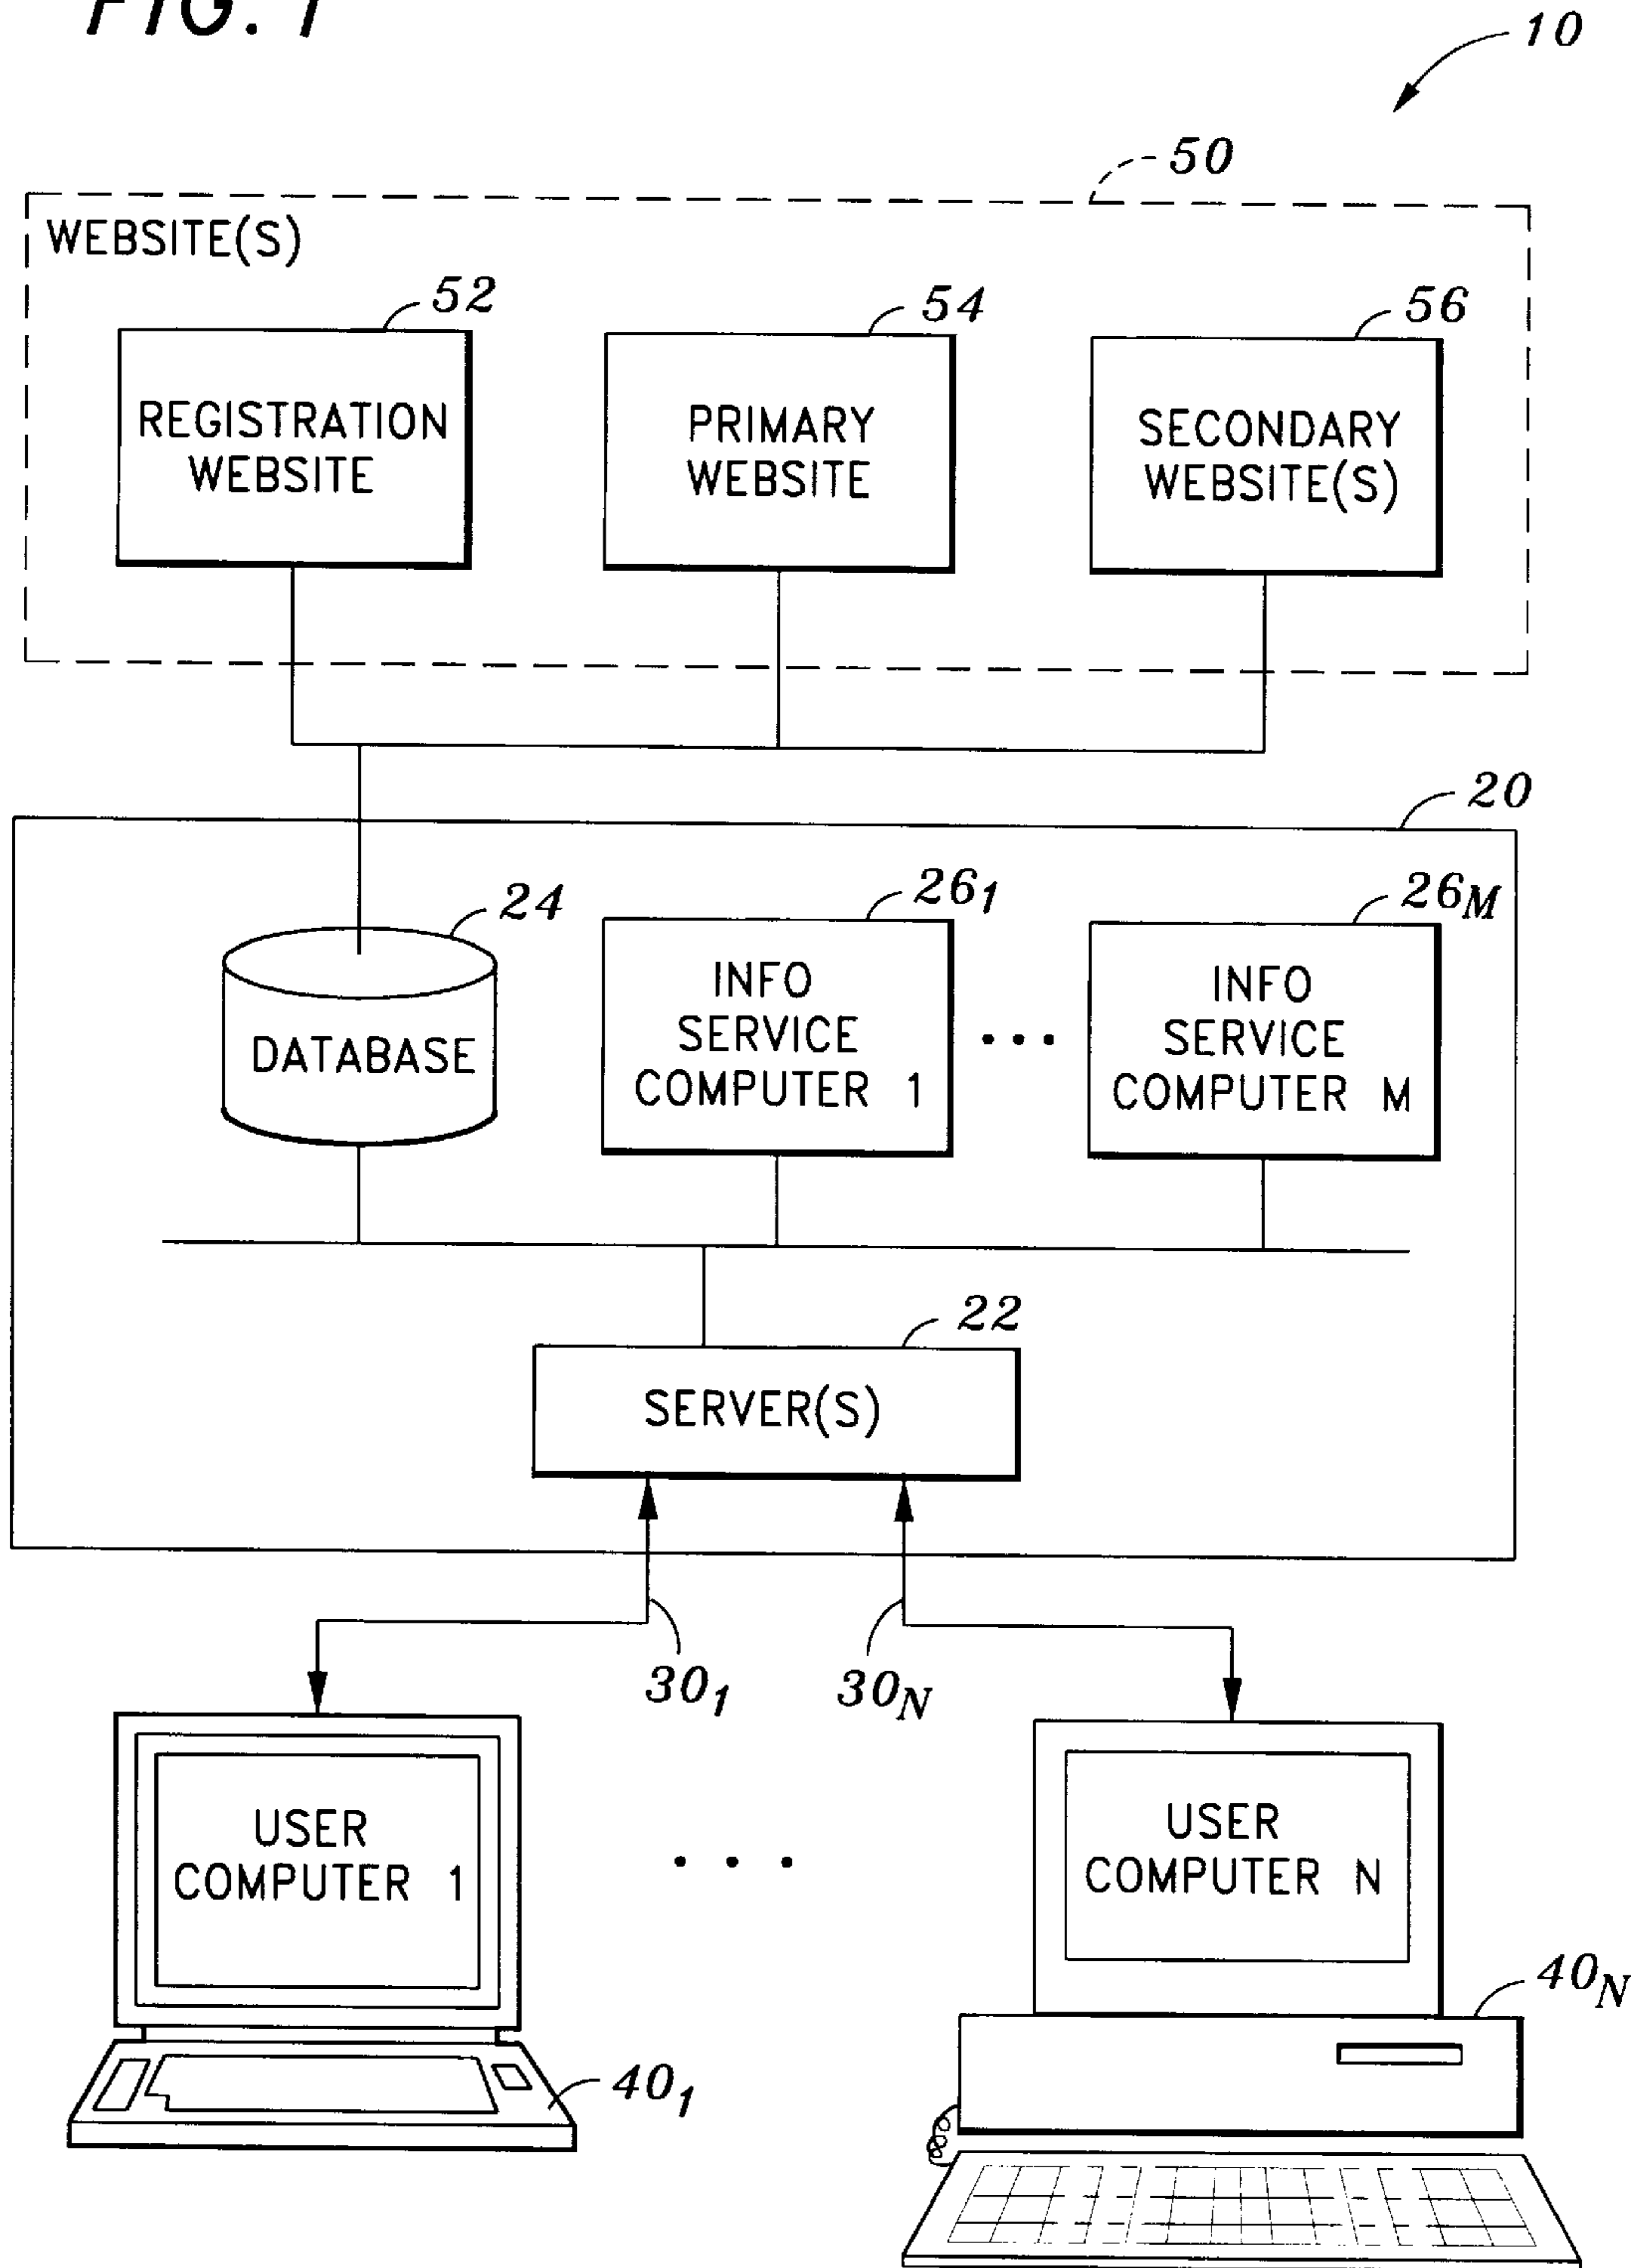 FIG. 1
10
50
WEBSITE(S)
52
54
56
REGISTRATION
WEBSITE
PRIMARY
WEBSITE
SECONDARY
WEBSITE(S)
20
24
26₁
26M
DATABASE
INFO
SERVICE
COMPUTER 1
INFO
SERVICE
COMPUTER M
22
SERVER(S)
30₁
30N
USER
COMPUTER 1
USER
COMPUTER N
40₁
40N